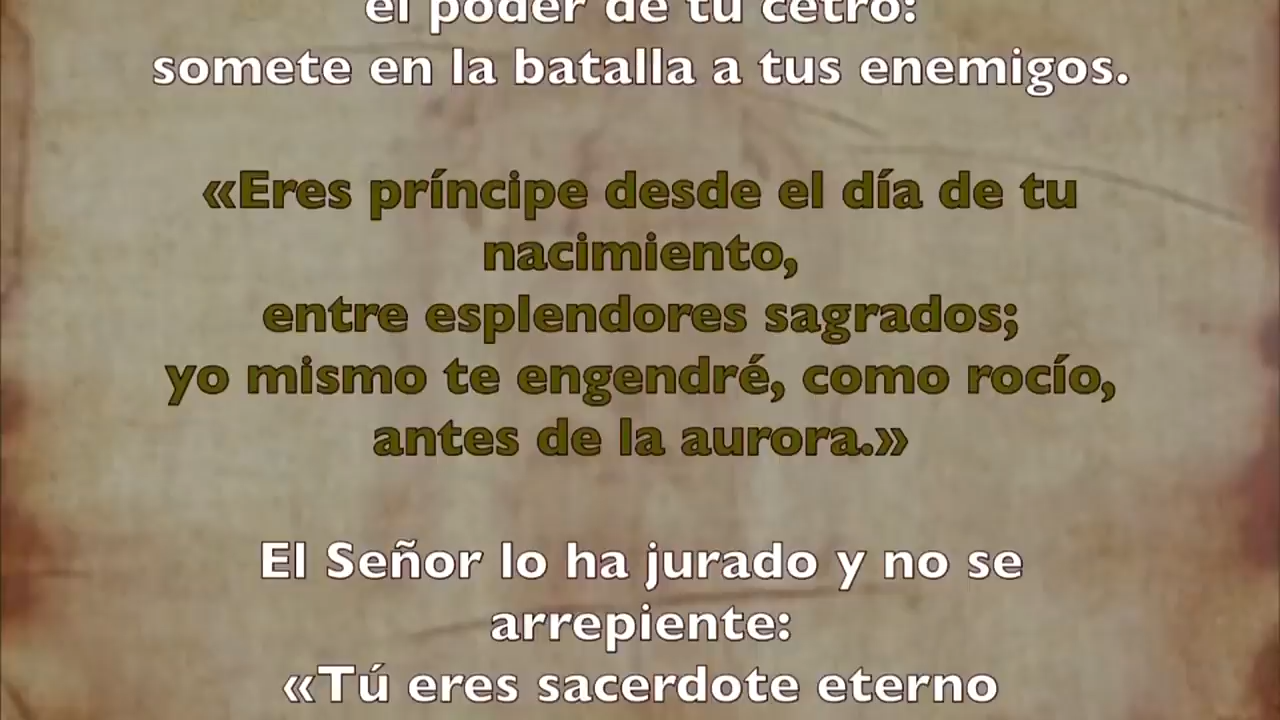 el poder de tu cetro:
somete en la batalla a tus enemigos.
«Eres príncipe desde el día de tu
nacimiento,
entre esplendores sagrados;
yo mismo te engendré, como rocío,
antes de la aurora.»
El Señor lo ha jurado y no se
arrepiente:
«Tú eres sacerdote eterno